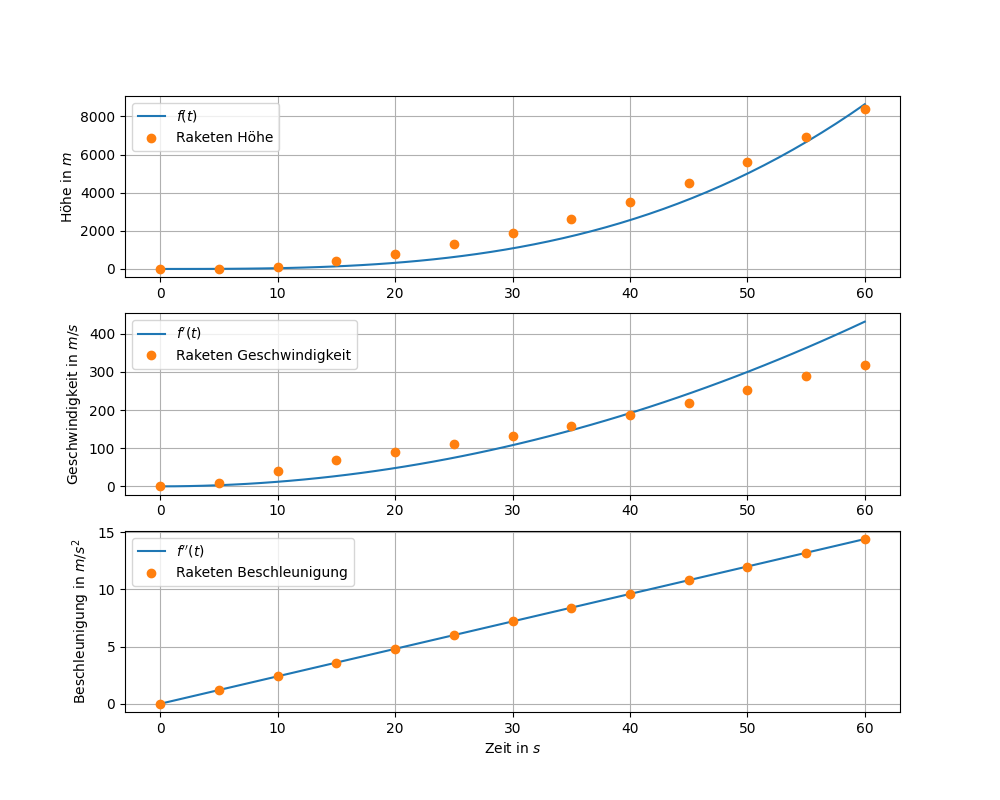 f(t)
Raketen Höhe
Höhe in m
8000
6000
4000
2000
0
0 10 20 30 40 50 60
f′(t)
Raketen Geschwindigkeit
Geschwindigkeit in m/s
400
300
200
100
0
0 10 20 30 40 50 60
f′′(t)
Raketen Beschleunigung
Beschleunigung in m/s²
15
10
5
0
0 10 20 30 40 50 60
Zeit in s